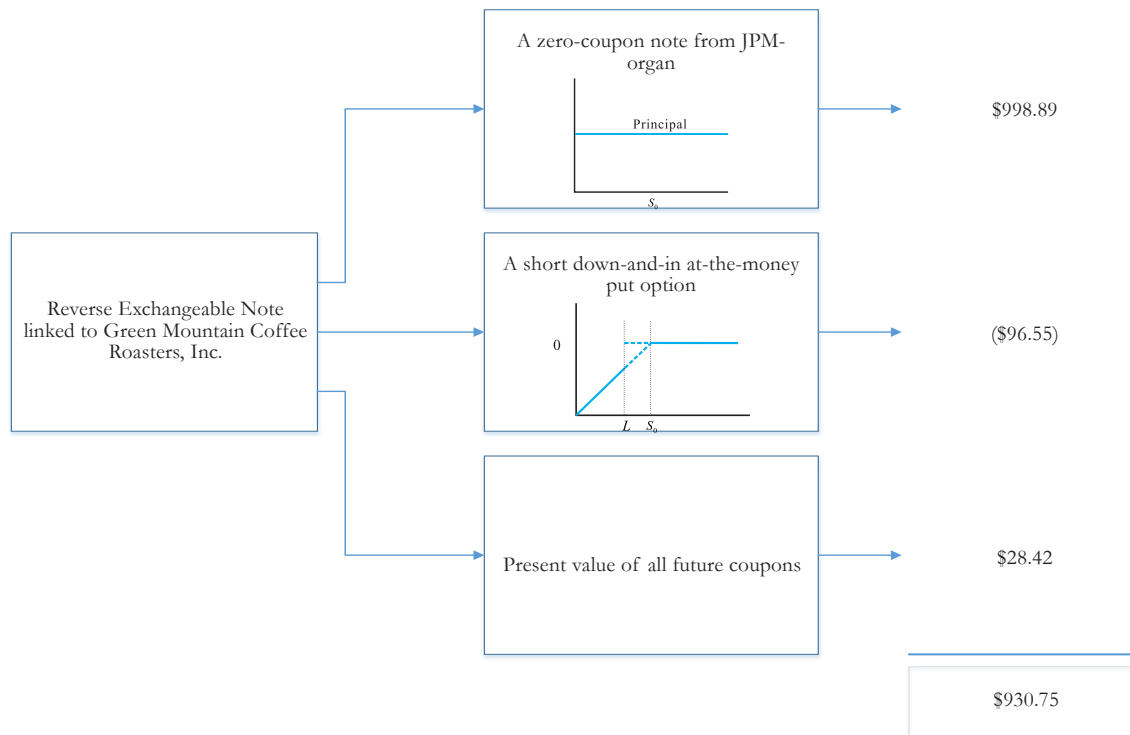 A zero-coupon note from JPM-
organ
Principal
S₀
$998.89
Reverse Exchangeable Note
linked to Green Mountain Coffee
Roasters, Inc.
A short down-and-in at-the-money
put option
0
L S₀
($96.55)
Present value of all future coupons
$28.42
$930.75